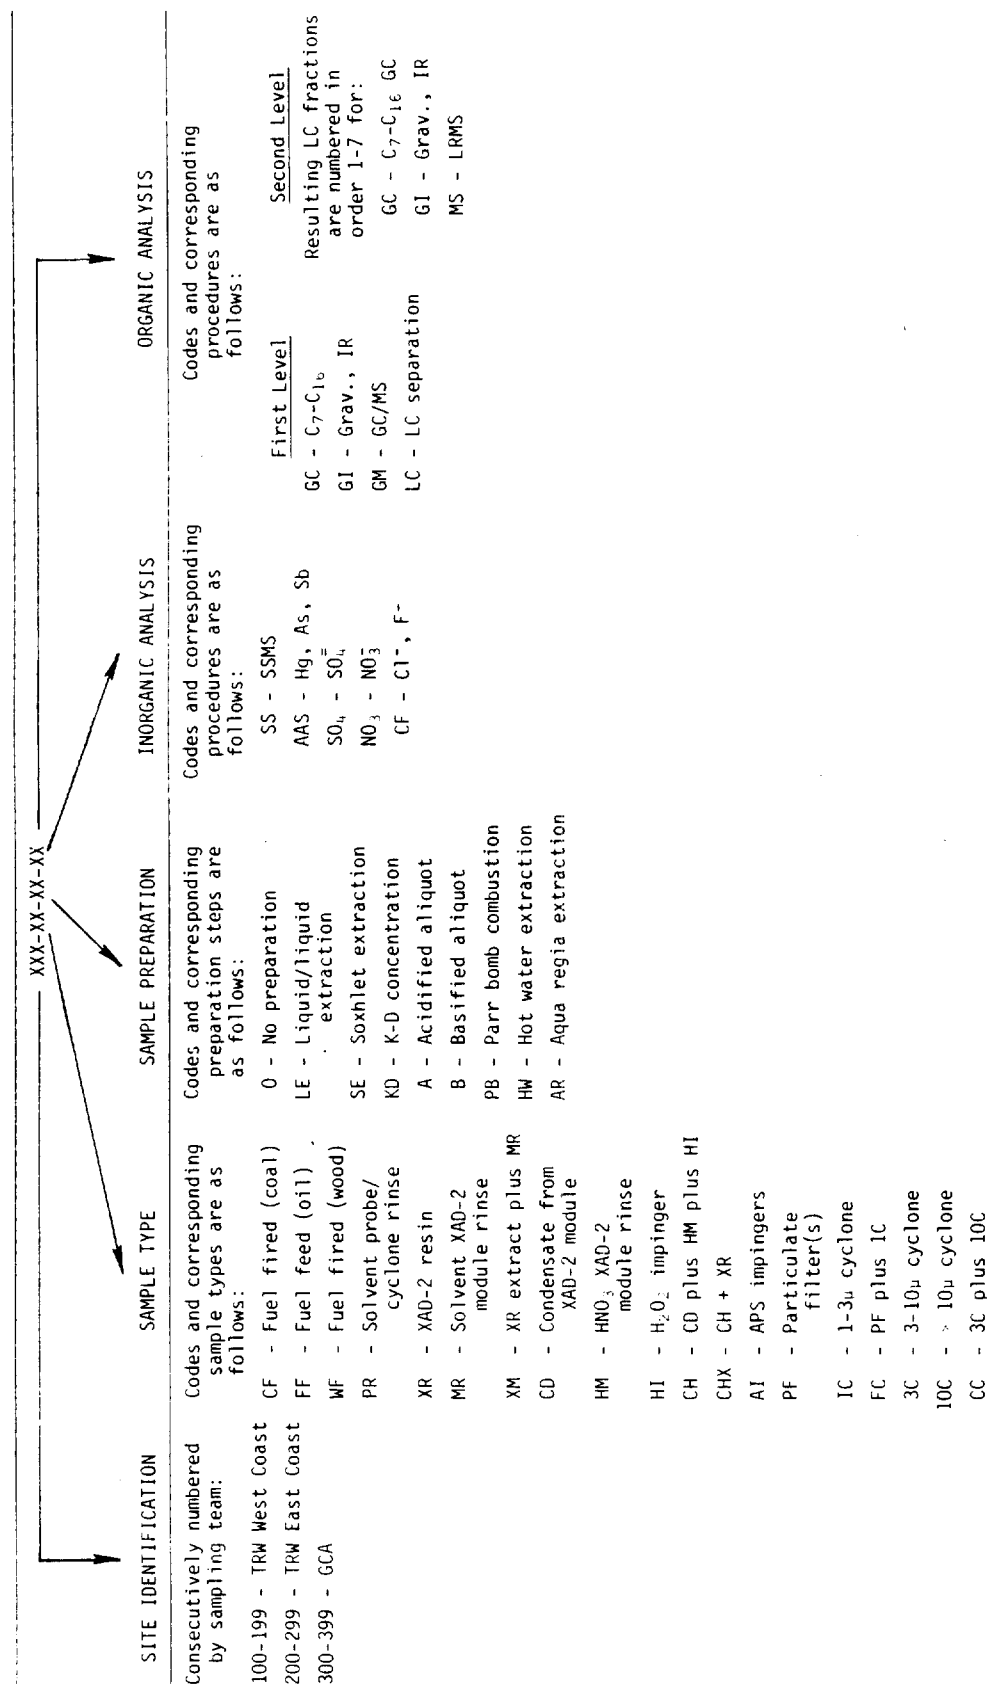 XXX-XX-XX-XX-XX
SITE IDENTIFICATION
Consecutively numbered
by sampling team:
100-199 - TRW West Coast
200-299 - TRW East Coast
300-399 - GCA
SAMPLE TYPE
Codes and corresponding
sample types are as
follows:
CF - Fuel fired (coal)
FF - Fuel feed (oil)
WF - Fuel fired (wood)
PR - Solvent probe/
cyclone rinse
XR - XAD-2 resin
MR - Solvent XAD-2
module rinse
XM - XR extract plus MR
CD - Condensate from
XAD-2 module
HM - HNO₃ XAD-2
module rinse
HI - H₂O₂ impinger
CH - CD plus HM plus HI
CHX - CH + XR
AI - APS impingers
PF - Particulate
filter(s)
1C - 1-3μ cyclone
FC - PF plus 1C
3C - 3-10μ cyclone
10C - > 10μ cyclone
CC - 3C plus 10C
SAMPLE PREPARATION
Codes and corresponding
preparation steps are
as follows:
O - No preparation
LE - Liquid/liquid
extraction
SE - Soxhlet extraction
KD - K-D concentration
A - Acidified aliquot
B - Basified aliquot
PB - Parr bomb combustion
HW - Hot water extraction
AR - Aqua regia extraction
INORGANIC ANALYSIS
Codes and corresponding
procedures are as
follows:
SS - SSMS
AAS - Hg, As, Sb
SO₄ - SO₄⁼
NO₃ - NO₃⁻
CF - Cl⁻, F-
ORGANIC ANALYSIS
Codes and corresponding
procedures are as
follows:
First Level
GC - C₇-C₁₆
GI - Grav., IR
GM - GC/MS
LC - LC separation
Second Level
Resulting LC fractions
are numbered in
order 1-7 for:
GC - C₇-C₁₆ GC
GI - Grav., IR
MS - LRMS